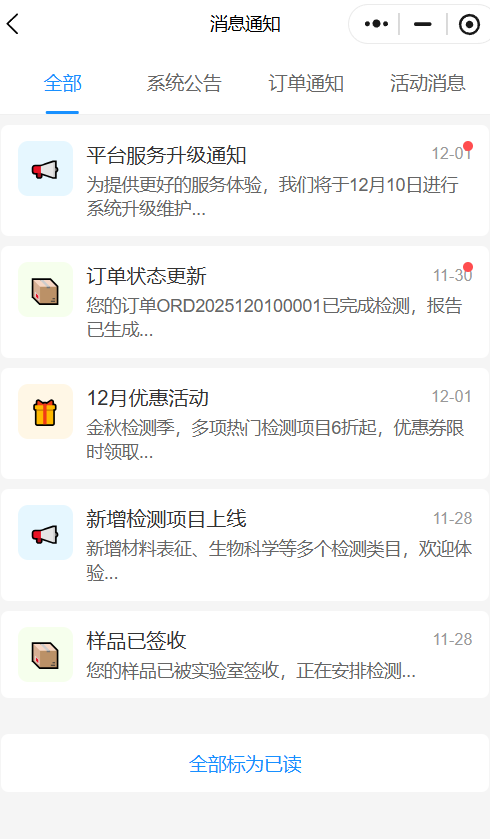 消息通知
全部 系统公告 订单通知 活动消息
平台服务升级通知 12-01
为提供更好的服务体验，我们将于12月10日进行
系统升级维护...
订单状态更新 11-30
您的订单ORD2025120100001已完成检测，报告
已生成...
12月优惠活动 12-01
金秋检测季，多项热门检测项目6折起，优惠券限
时领取...
新增检测项目上线 11-28
新增材料表征、生物科学等多个检测类目，欢迎体
验...
样品已签收 11-28
您的样品已被实验室签收，正在安排检测...
全部标为已读